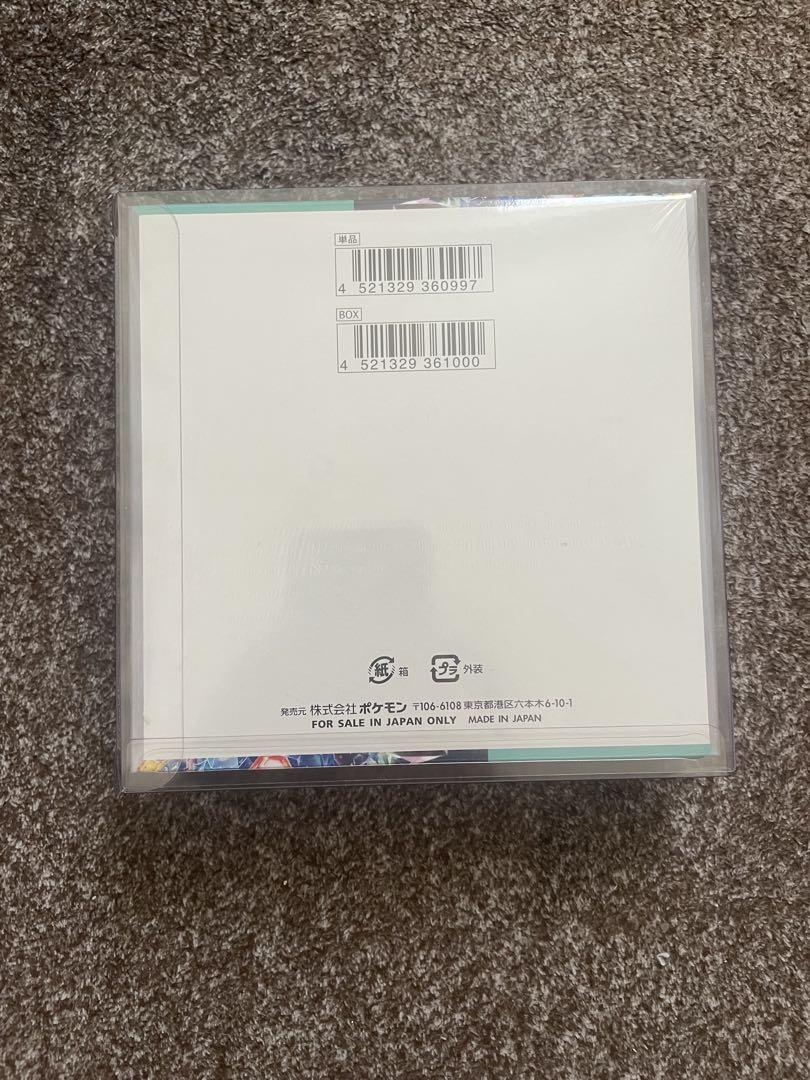 単品
4 521329 360997
BOX
4 521329 361000
紙 箱 プラ 外装
発売元 株式会社ポケモン 〒106-6108 東京都港区六本木6-10-1
FOR SALE IN JAPAN ONLY MADE IN JAPAN